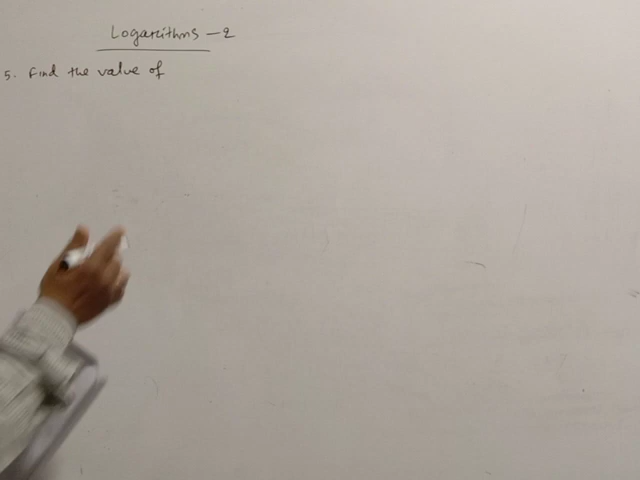 Logarithms - 2
5. Find the value of